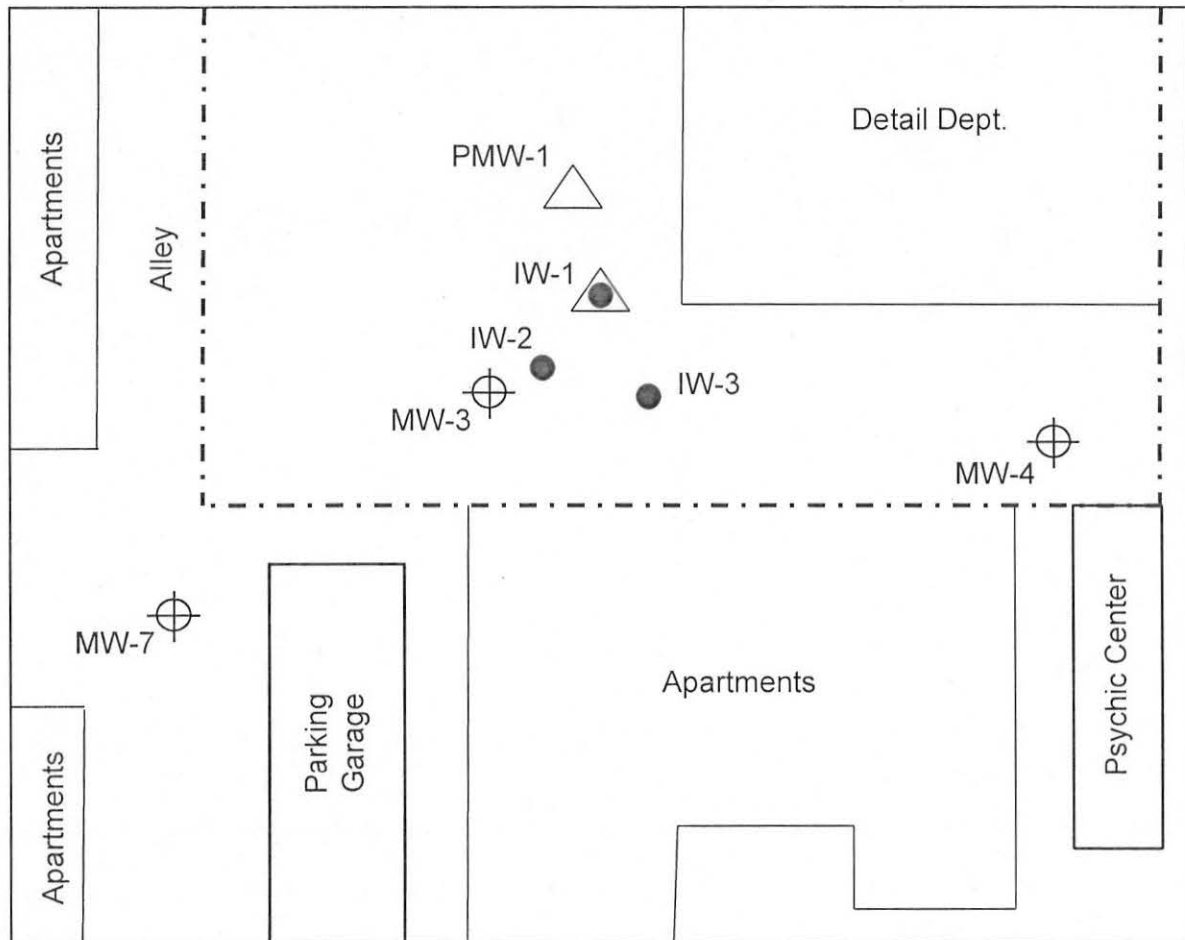 Apartments
Alley
Detail Dept.
PMW-1
IW-1
IW-2
IW-3
MW-3
MW-4
MW-7
Apartments
Parking
Garage
Apartments
Psychic Center